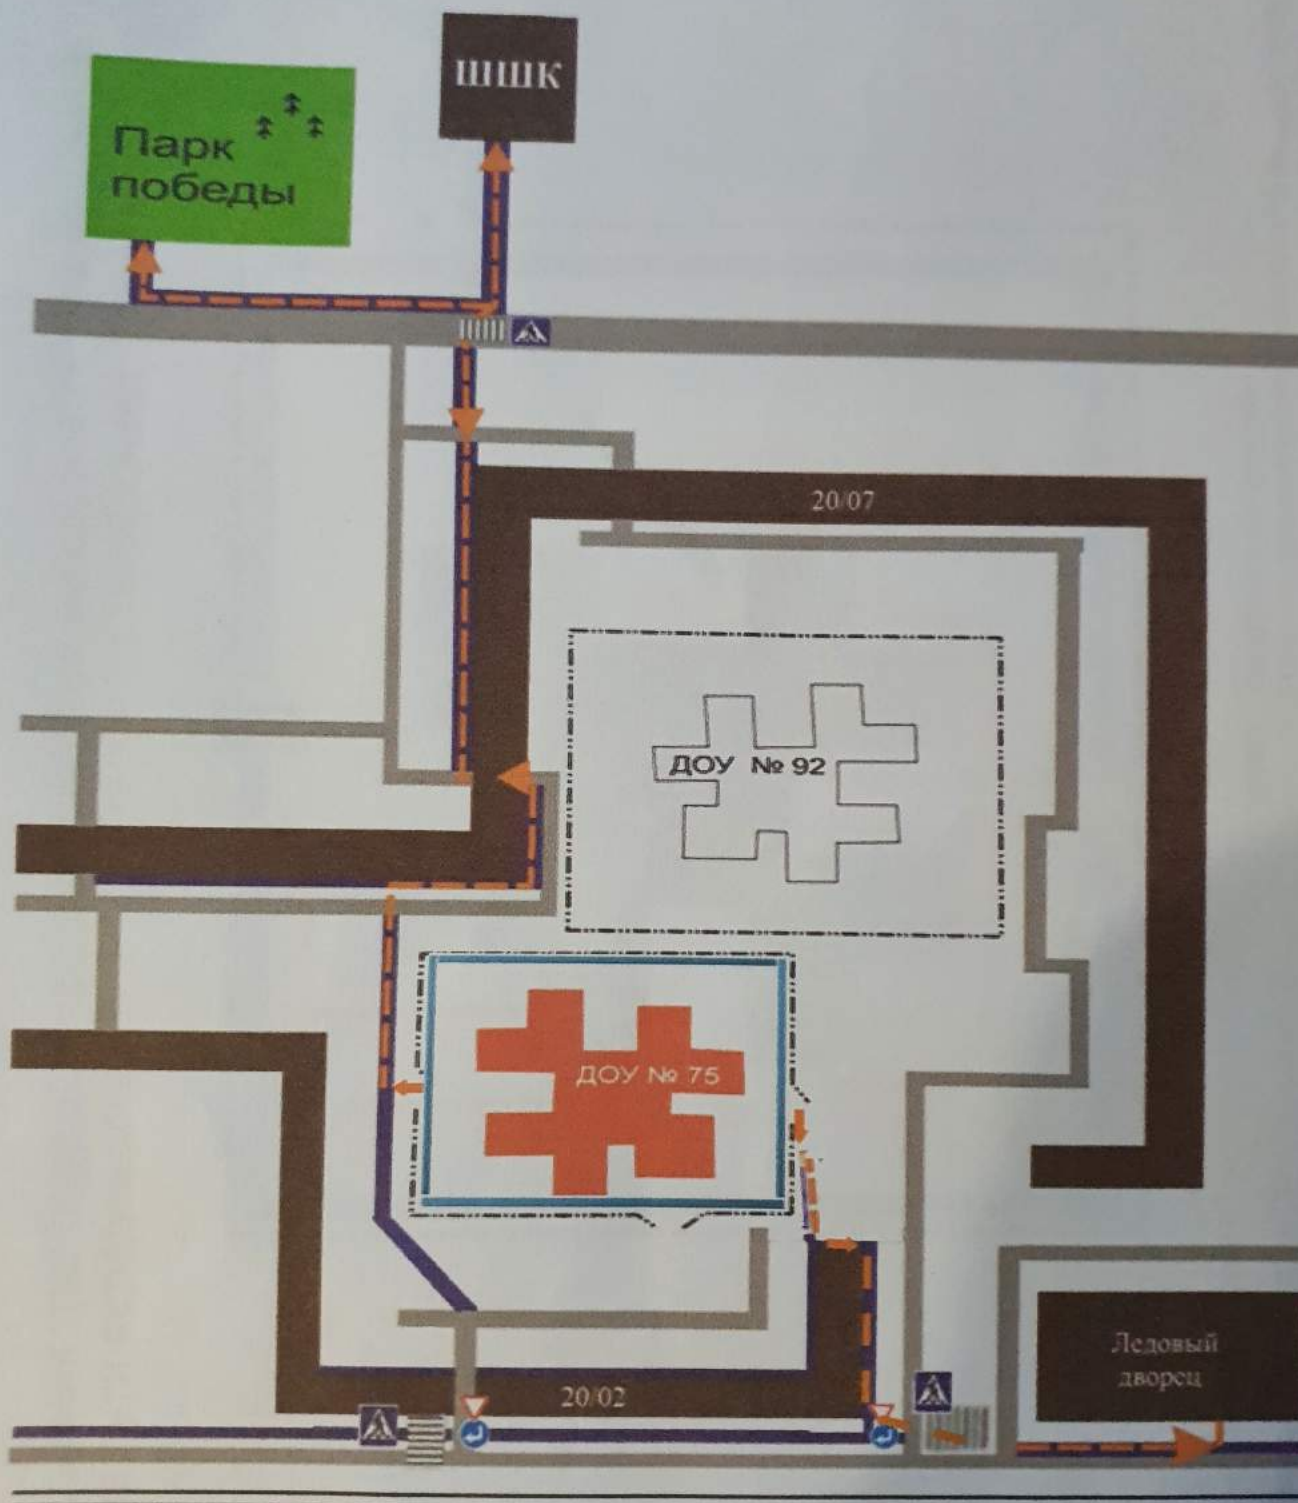 ШШК
Парк
победы
20/07
ДОУ № 92
ДОУ № 75
Ледовый
дворец
20/02